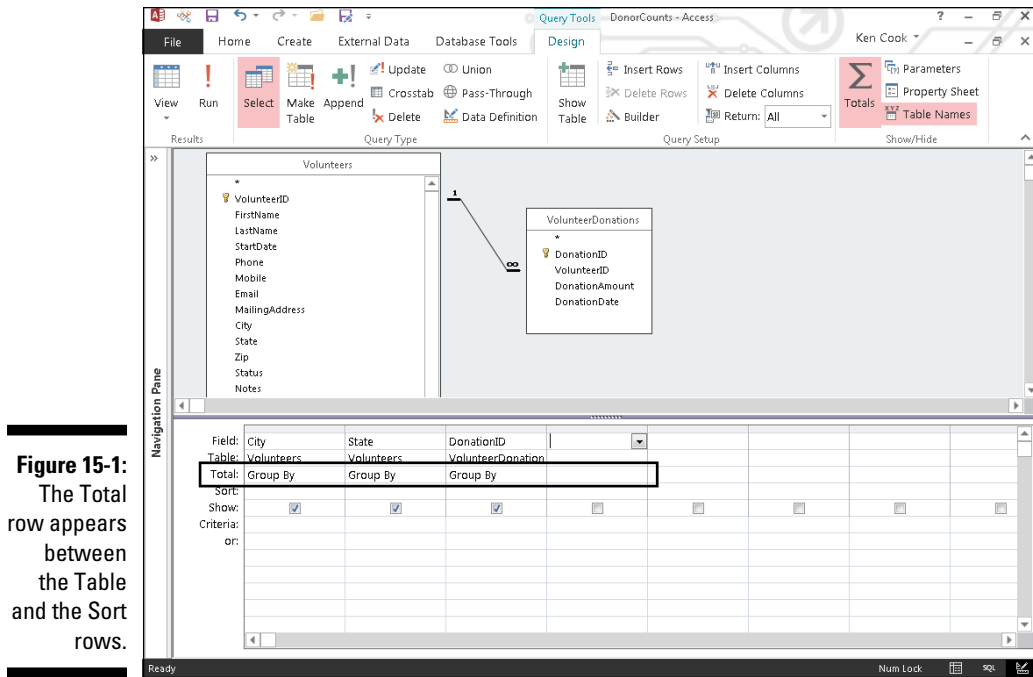 Query Tools DonorCounts - Access ?
File Home Create External Data Database Tools Design Ken Cook
View Run Select Make Table Append Update Crosstab Delete Union Pass-Through Data Definition Show Table Insert Rows Delete Rows Builder Insert Columns Delete Columns Return: All Totals Parameters Property Sheet XYZ Table Names
Results Query Type Query Setup Show/Hide
»
Navigation Pane
Volunteers
*
VolunteerID
FirstName
LastName
StartDate
Phone
Mobile
Email
MailingAddress
City
State
Zip
Status
Notes
1
∞
VolunteerDonations
*
DonationID
VolunteerID
DonationAmount
DonationDate
Field: City State DonationID
Table: Volunteers Volunteers VolunteerDonation
Total: Group By Group By Group By
Sort:
Show:
Criteria:
or:
Ready Num Lock SQL
Figure 15-1:
The Total
row appears
between
the Table
and the Sort
rows.